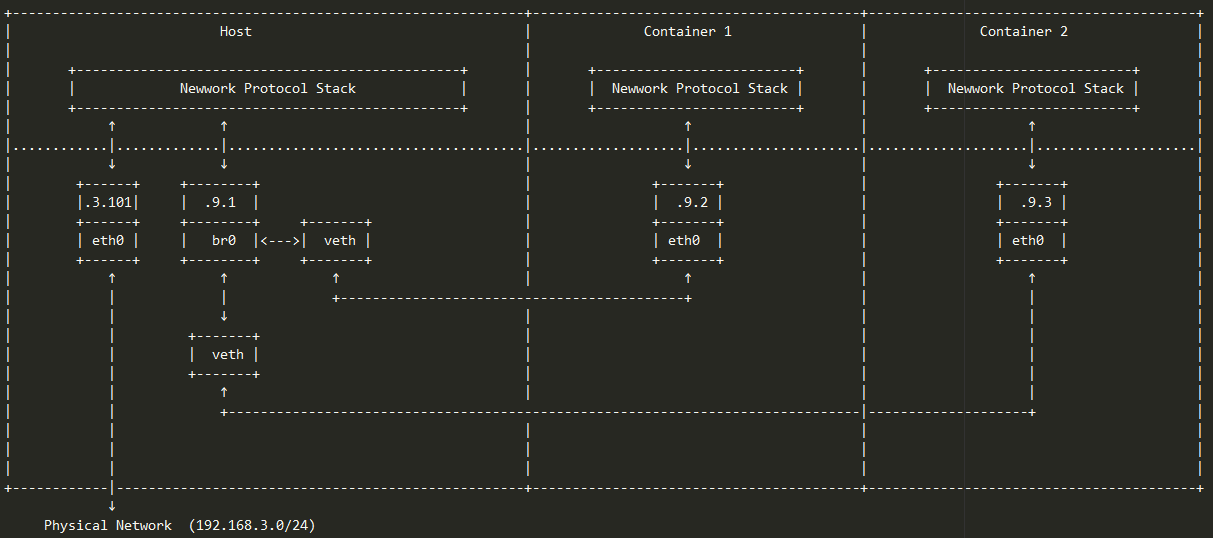 Host Container 1 Container 2
Newwork Protocol Stack Newwork Protocol Stack Newwork Protocol Stack
.3.101 .9.1 .9.2 .9.3
eth0 br0 veth eth0 eth0
veth
Physical Network (192.168.3.0/24)